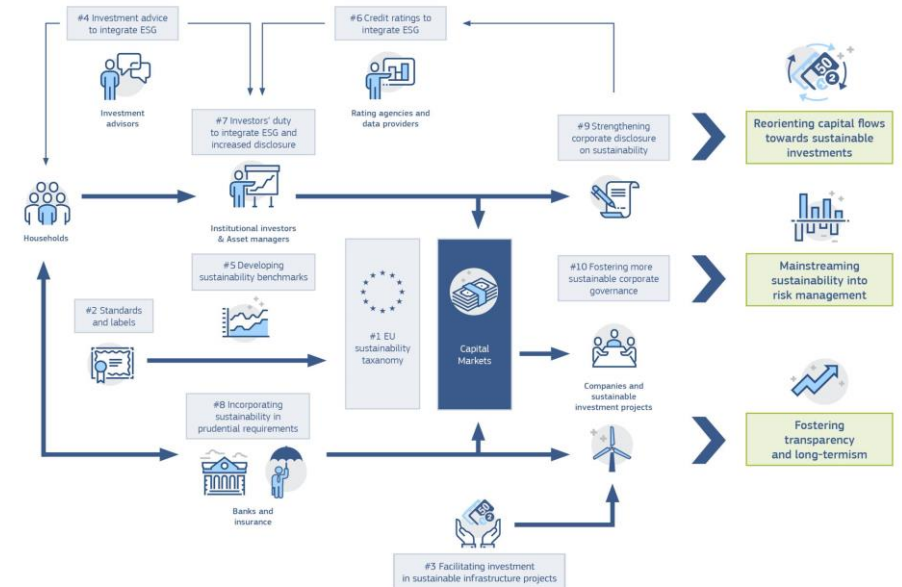 #4 Investment advice
to integrate ESG
#6 Credit ratings to
integrate ESG
Investment
advisors
Rating agencies and
data providers
#7 Investors' duty
to integrate ESG and
increased disclosure
#9 Strengthening
corporate disclosure
on sustainability
Reorienting capital flows
towards sustainable
investments
Households
Institutional investors
& Asset managers
#5 Developing
sustainability benchmarks
#10 Fostering more
sustainable corporate
governance
Mainstreaming
sustainability into
risk management
#2 Standards
and labels
#1 EU
sustainability
taxanomy
Capital
Markets
Companies and
sustainable
investment projects
#8 Incorporating
sustainability in
prudential requirements
Fostering
transparency
and long-termism
Banks and
insurance
#3 Facilitating investment
in sustainable infrastructure projects
50
2
50
2